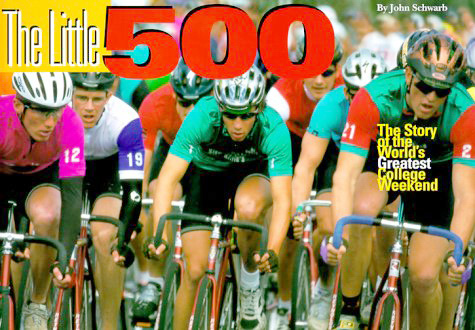 The Little
500
By John Schwarb
The Story
of the
World's
Greatest
College
Weekend
12
19
21